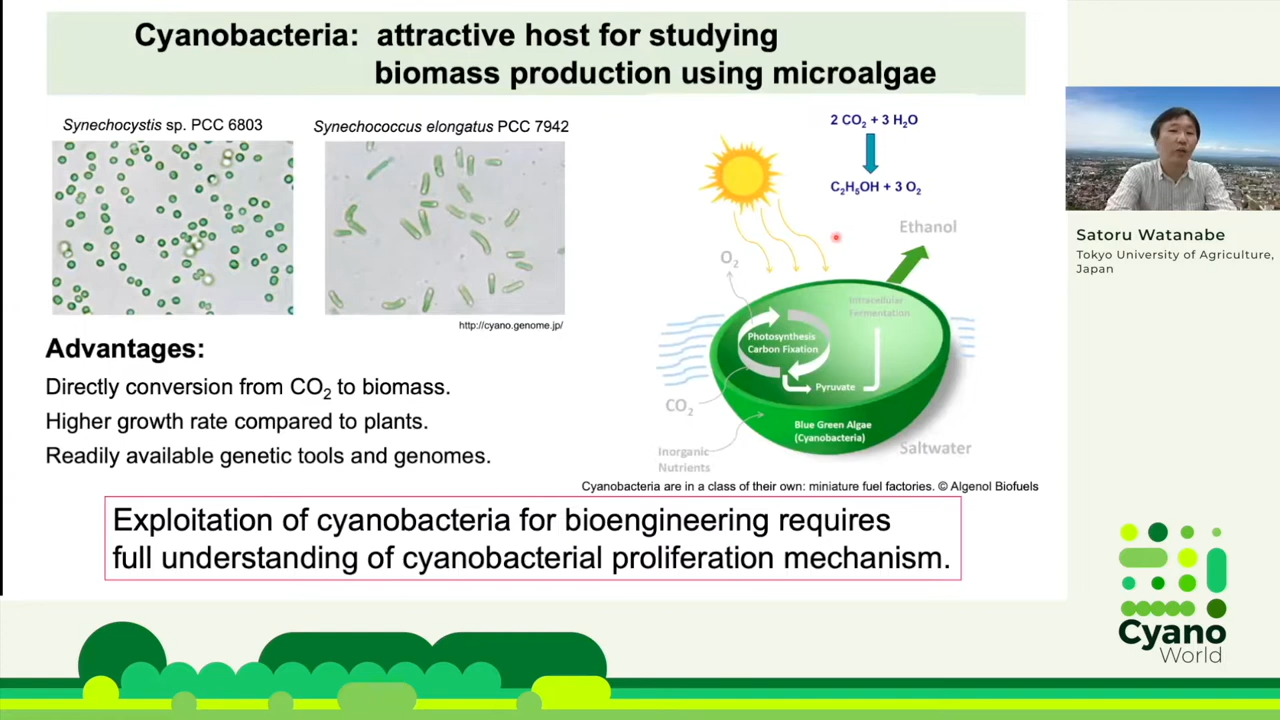 Cyanobacteria: attractive host for studying
biomass production using microalgae
Synechocystis sp. PCC 6803
Synechococcus elongatus PCC 7942
http://cyano.genome.jp/
Advantages:
Directly conversion from CO₂ to biomass.
Higher growth rate compared to plants.
Readily available genetic tools and genomes.
2 CO₂ + 3 H₂O
C₂H₅OH + 3 O₂
Ethanol
O₂
Intracellular
Fermentation
Photosynthesis
Carbon Fixation
Pyruvate
CO₂
Blue Green Algae
(Cyanobacteria)
Saltwater
Inorganic
Nutrients
Cyanobacteria are in a class of their own: miniature fuel factories. © Algenol Biofuels
Exploitation of cyanobacteria for bioengineering requires
full understanding of cyanobacterial proliferation mechanism.
Satoru Watanabe
Tokyo University of Agriculture,
Japan
Cyano
World